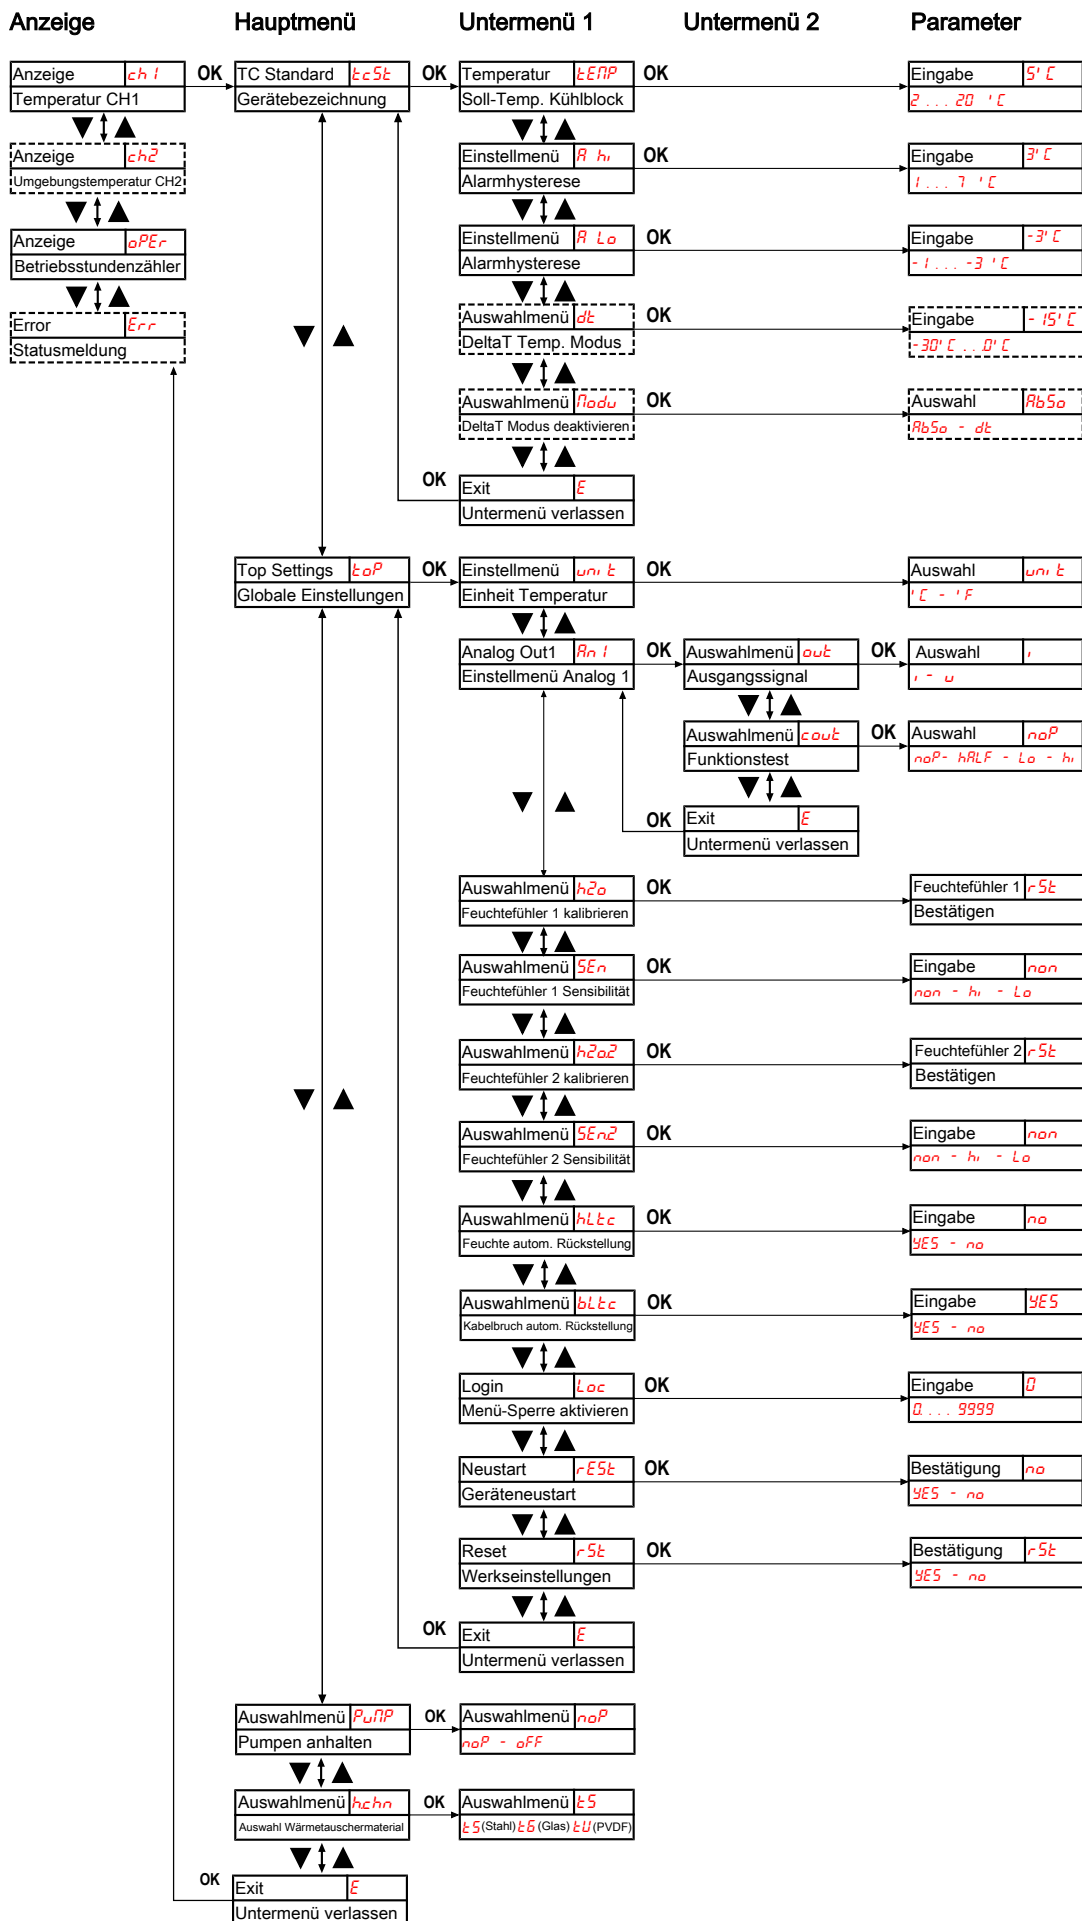 Anzeige Hauptmenü Untermenü 1 Untermenü 2 Parameter
Anzeige ch1 OK TC Standard tcSt OK Temperatur tEMP OK Eingabe 5°C
Temperatur CH1 Gerätebezeichnung Soll-Temp. Kühlblock 2 ... 20 °C
▼ ▲ ▼ ▲
Anzeige ch2 Einstellmenü A hi OK Eingabe 3°C
Umgebungstemperatur CH2 Alarmhysterese 1 ... 7 °C
▼ ▲ ▼ ▲
Anzeige oPEr Einstellmenü A Lo OK Eingabe -3°C
Betriebsstundenzähler Alarmhysterese -1 ... -3 °C
▼ ▲ ▼ ▲
Error Err Auswahlmenü dt OK Eingabe -15°C
Statusmeldung ▼ ▲ DeltaT Temp. Modus -30°C ...0°C
▼ ▲
Auswahlmenü Modu OK Auswahl AbSo
DeltaT Modus deaktivieren AbSo - dt
▼ ▲
OK Exit E
Untermenü verlassen
Top Settings toP OK Einstellmenü unit OK Auswahl unit
Globale Einstellungen Einheit Temperatur °C - °F
▼ ▲
Analog Out1 An1 OK Auswahlmenü out OK Auswahl i
Einstellmenü Analog 1 Ausgangssignal i - u
▼ ▲
Auswahlmenü cout OK Auswahl noP
Funktionstest noP- hALF - Lo - hi
▼ ▲ ▼ ▲
OK Exit E
Untermenü verlassen
Auswahlmenü h2o OK Feuchtefühler 1 rSt
Feuchtefühler 1 kalibrieren Bestätigen
▼ ▲
Auswahlmenü SEn OK Eingabe non
Feuchtefühler 1 Sensibilität non - hi - Lo
▼ ▲
Auswahlmenü h2o.2 OK Feuchtefühler 2 rSt
Feuchtefühler 2 kalibrieren Bestätigen
▼ ▲ ▼ ▲
Auswahlmenü SEn.2 OK Eingabe non
Feuchtefühler 2 Sensibilität non - hi - Lo
▼ ▲
Auswahlmenü hLtc OK Eingabe no
Feuchte autom. Rückstellung YES - no
▼ ▲
Auswahlmenü bLtc OK Eingabe YES
Kabelbruch autom. Rückstellung YES - no
▼ ▲
Login Loc OK Eingabe 0
Menü-Sperre aktivieren 0.... 9999
▼ ▲
Neustart rESt OK Bestätigung no
Geräteneustart YES - no
▼ ▲
Reset rSt OK Bestätigung rSt
Werkseinstellungen YES - no
▼ ▲
OK Exit E
Untermenü verlassen
Auswahlmenü PuMP OK Auswahlmenü noP
Pumpen anhalten noP - oFF
▼ ▲
Auswahlmenü h.chn OK Auswahlmenü tS
Auswahl Wärmetauschermaterial tS(Stahl) tG(Glas) tU(PVDF)
▼ ▲
OK Exit E
Untermenü verlassen